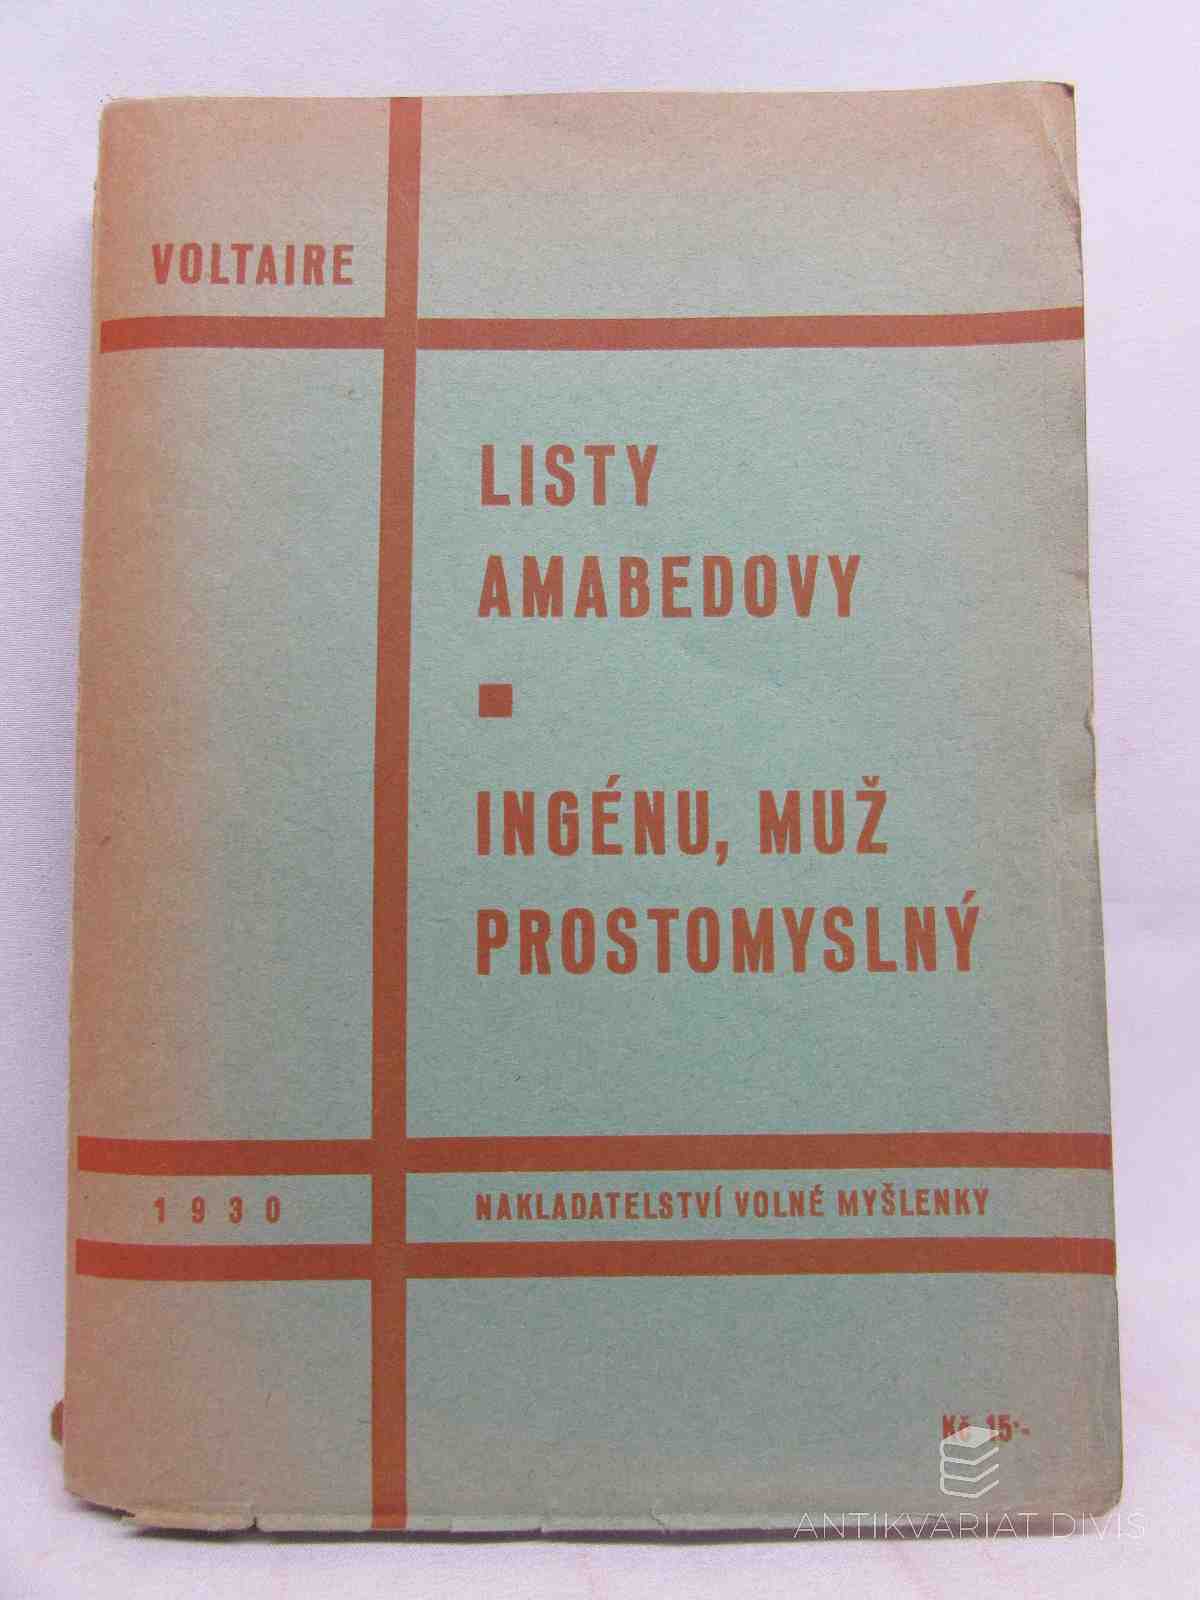 VOLTAIRE
LISTY
AMABEDOVY
INGÉNU, MUŽ
PROSTOMYSLNÝ
1930
NAKLADATELSTVÍ VOLNÉ MYŠLENKY
Kč 15·-
ANTIKVARIAT DIVIS